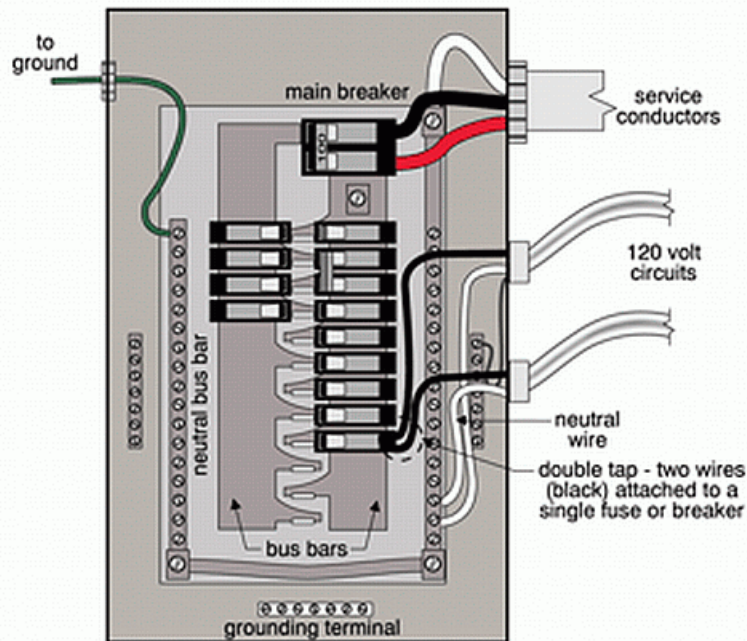 to
ground
main breaker
100
service
conductors
120 volt
circuits
neutral bus bar
neutral
wire
double tap - two wires
(black) attached to a
single fuse or breaker
bus bars
grounding terminal